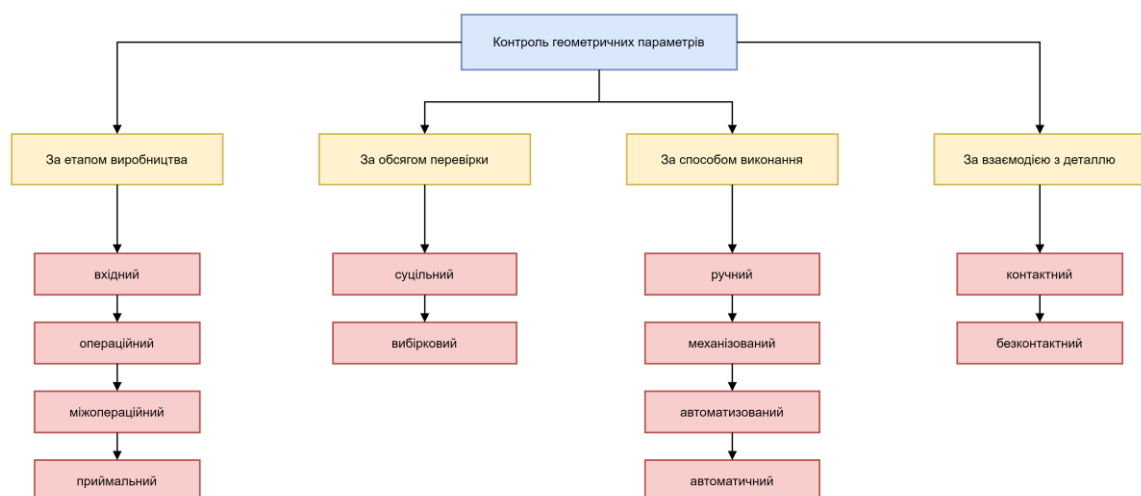 Контроль геометричних параметрів
За етапом виробництва
За обсягом перевірки
За способом виконання
За взаємодією з деталлю
вхідний
суцільний
ручний
контактний
операційний
вибірковий
механізований
безконтактний
міжопераційний
автоматизований
приймальний
автоматичний